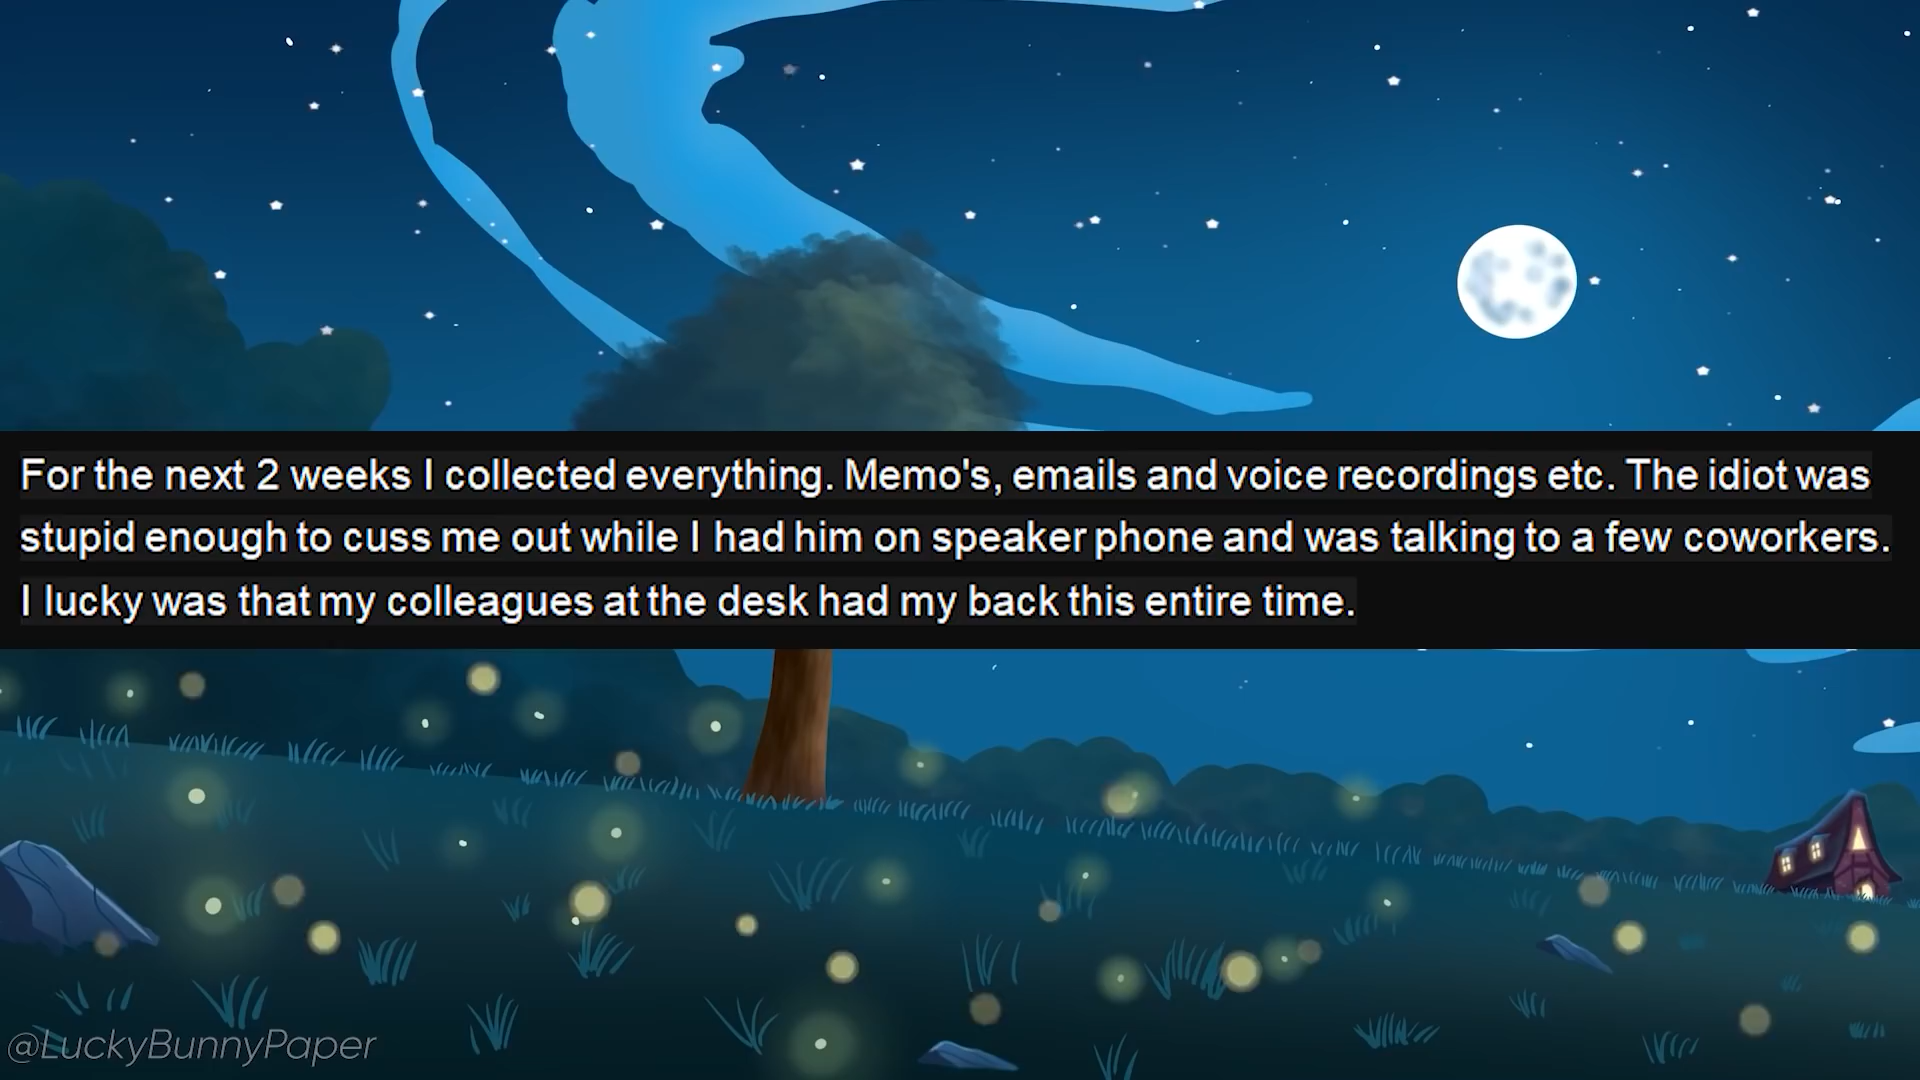 For the next 2 weeks I collected everything. Memo's, emails and voice recordings etc. The idiot was
stupid enough to cuss me out while I had him on speaker phone and was talking to a few coworkers.
I lucky was that my colleagues at the desk had my back this entire time.
@LuckyBunnyPaper